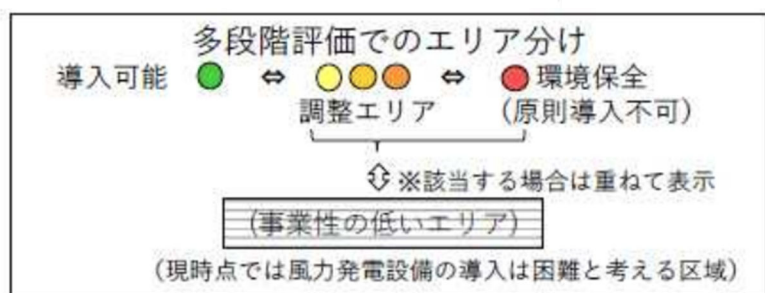 多段階評価でのエリア分け
導入可能 ⇔ ⇔ 環境保全
調整エリア (原則導入不可)
⇕ ※該当する場合は重ねて表示
(事業性の低いエリア)
(現時点では風力発電設備の導入は困難と考える区域)